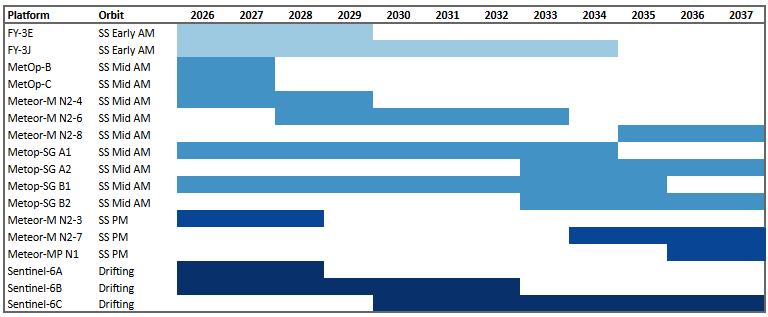 Platform Orbit 2026 2027 2028 2029 2030 2031 2032 2033 2034 2035 2036 2037
FY-3E SS Early AM
FY-3J SS Early AM
MetOp-B SS Mid AM
MetOp-C SS Mid AM
Meteor-M N2-4 SS Mid AM
Meteor-M N2-6 SS Mid AM
Meteor-M N2-8 SS Mid AM
Metop-SG A1 SS Mid AM
Metop-SG A2 SS Mid AM
Metop-SG B1 SS Mid AM
Metop-SG B2 SS Mid AM
Meteor-M N2-3 SS PM
Meteor-M N2-7 SS PM
Meteor-MP N1 SS PM
Sentinel-6A Drifting
Sentinel-6B Drifting
Sentinel-6C Drifting